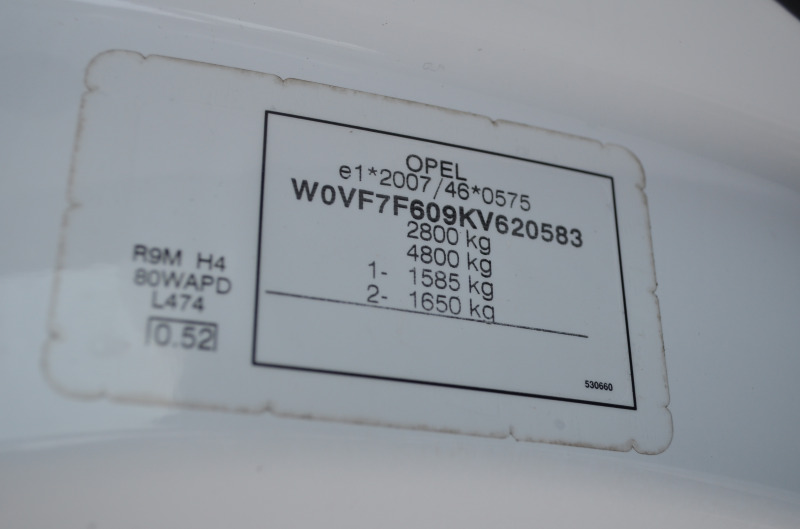 OPEL
e1*2007/46*0575
W0VF7F609KV620583
2800 kg
4800 kg
1- 1585 kg
2- 1650 kg
R9M H4
80WAPD
L474
0.52
530660